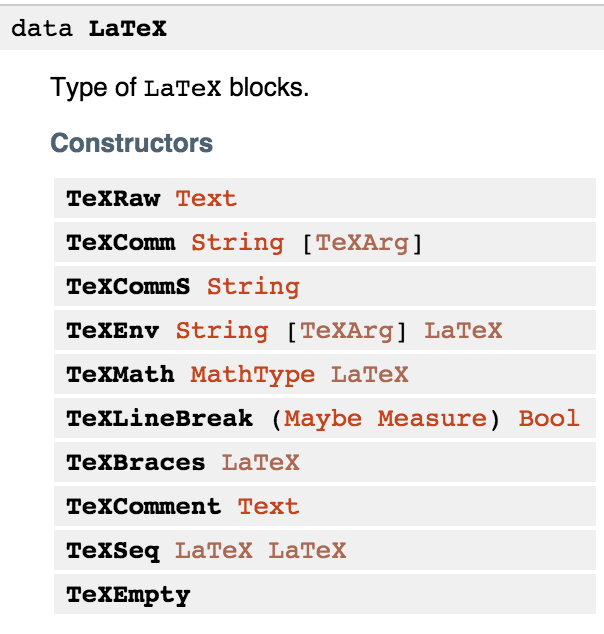 data LaTeX
Type of LaTeX blocks.
Constructors
TeXRaw Text
TeXComm String [TeXArg]
TeXCommS String
TeXEnv String [TeXArg] LaTeX
TeXMath MathType LaTeX
TeXLineBreak (Maybe Measure) Bool
TeXBraces LaTeX
TeXComment Text
TeXSeq LaTeX LaTeX
TeXEmpty